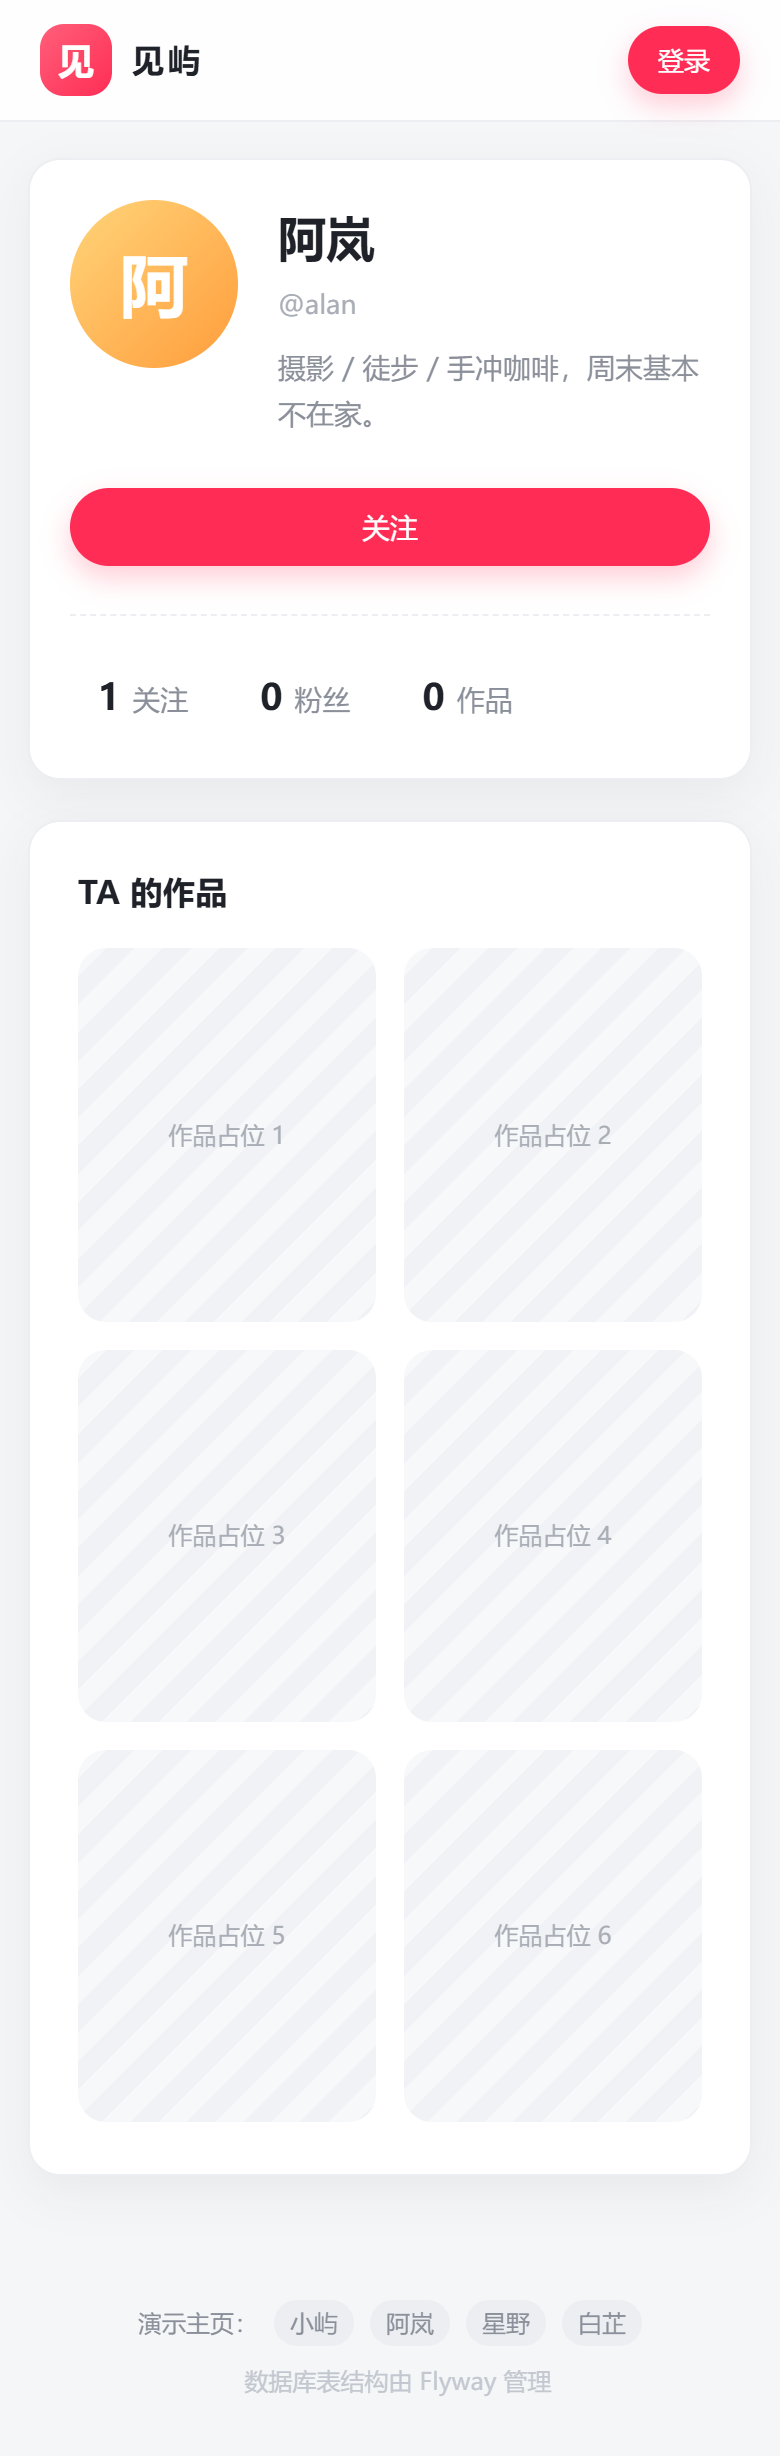 见 见屿 登录
阿
阿岚
@alan
摄影 / 徒步 / 手冲咖啡，周末基本
不在家。
关注
1 关注 0 粉丝 0 作品
TA 的作品
作品占位 1 作品占位 2
作品占位 3 作品占位 4
作品占位 5 作品占位 6
演示主页： 小屿 阿岚 星野 白芷
数据库表结构由 Flyway 管理